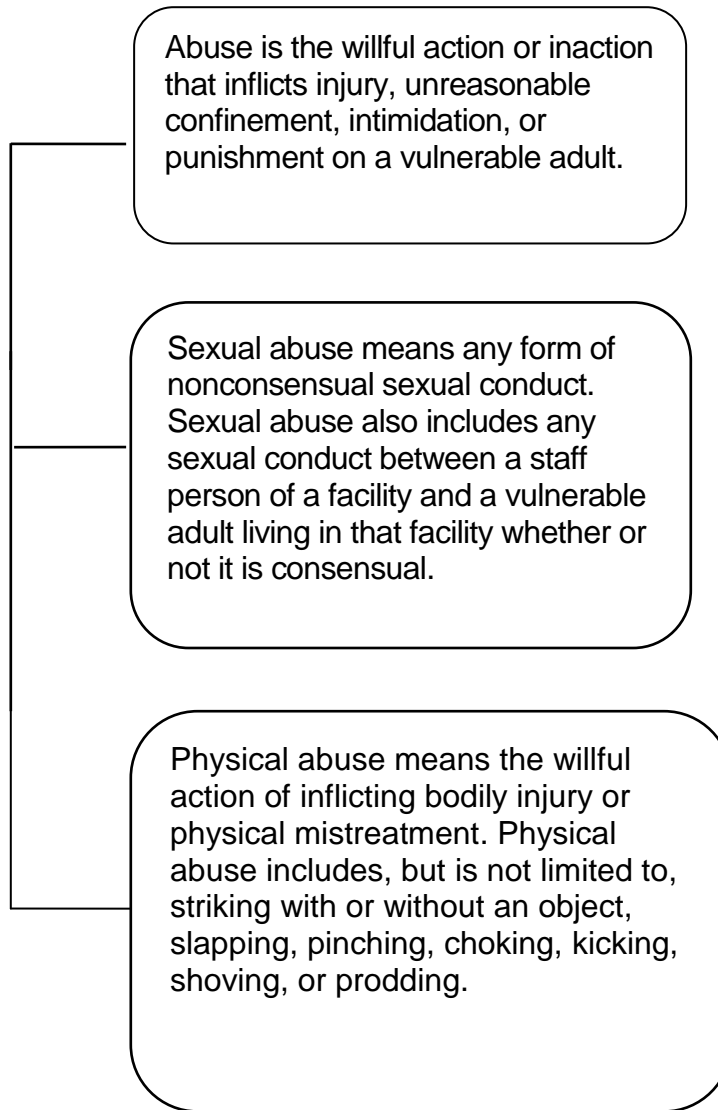 Abuse is the willful action or inaction
that inflicts injury, unreasonable
confinement, intimidation, or
punishment on a vulnerable adult.
Sexual abuse means any form of
nonconsensual sexual conduct.
Sexual abuse also includes any
sexual conduct between a staff
person of a facility and a vulnerable
adult living in that facility whether or
not it is consensual.
Physical abuse means the willful
action of inflicting bodily injury or
physical mistreatment. Physical
abuse includes, but is not limited to,
striking with or without an object,
slapping, pinching, choking, kicking,
shoving, or prodding.